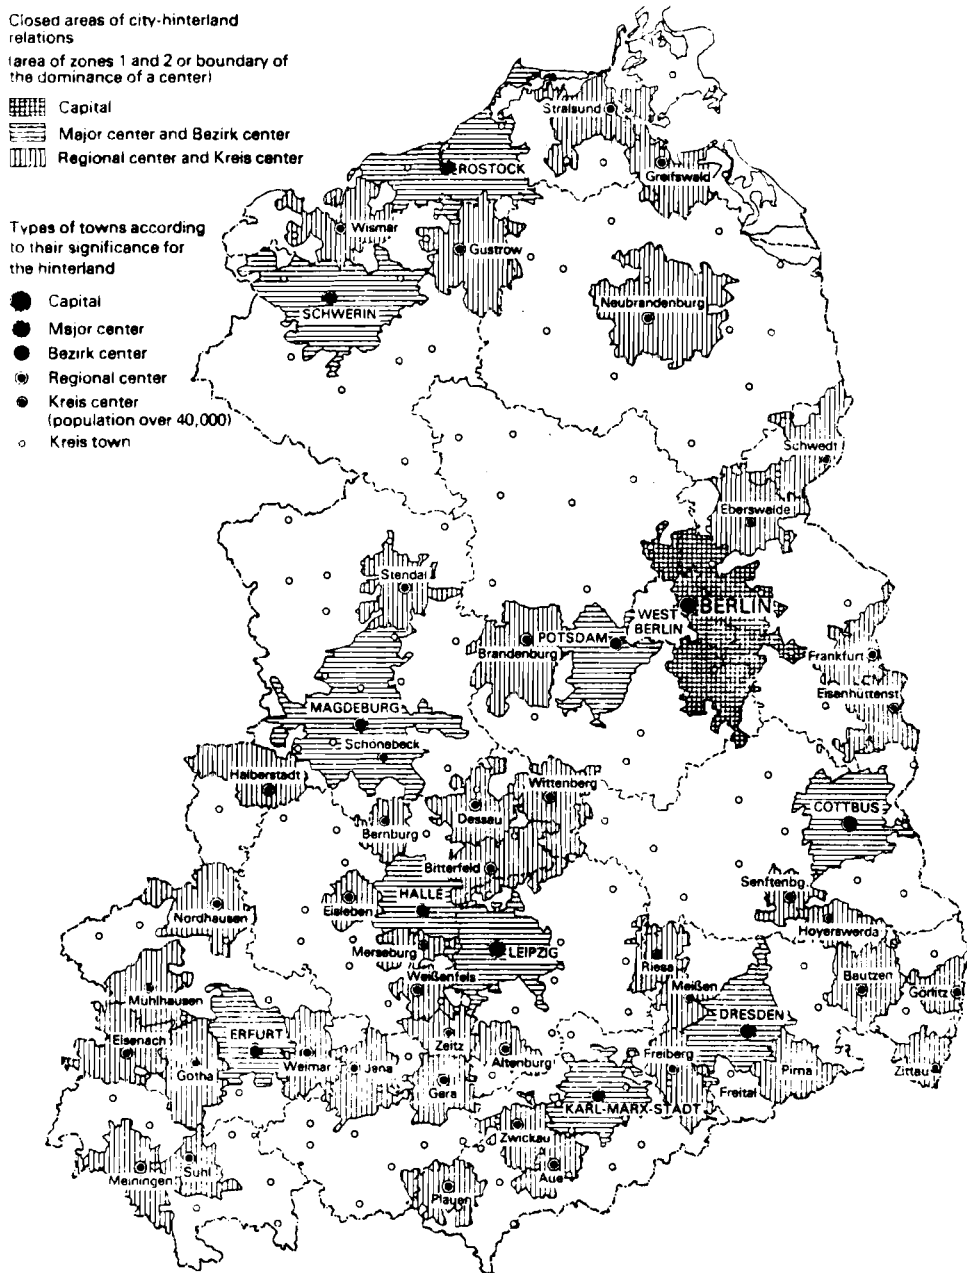 Closed areas of city-hinterland
relations
(area of zones 1 and 2 or boundary of
the dominance of a center)
Capital
Major center and Bezirk center
Regional center and Kreis center
Types of towns according
to their significance for
the hinterland
Capital
Major center
Bezirk center
Regional center
Kreis center
(population over 40,000)
Kreis town
Stralsund
ROSTOCK
Greifswald
Wismar
Gustrow
SCHWERIN
Neubrandenburg
Schwedt
Eberswalde
Stendal
BERLIN
WEST
BERLIN
POTSDAM
Brandenburg
Frankfurt
Eisenhüttenst
MAGDEBURG
Schönebeck
Halberstadt
Wittenberg
Dessau
COTTBUS
Bernburg
Bitterfeld
Senftenbg
HALLE
Eisleben
Nordhausen
Hoyerswerda
Merseburg
LEIPZIG
Riesa
Weißenfels
Meißen
Bautzen
Görlitz
Muhlhausen
DRESDEN
ERFURT
Eisenach
Zeitz
Freiberg
Altenburg
Weimar
Jena
Pirna
Zittau
Gotha
Gera
Freital
KARL-MARX-STADT
Zwickau
Suhl
Meiningen
Aue
Plauen